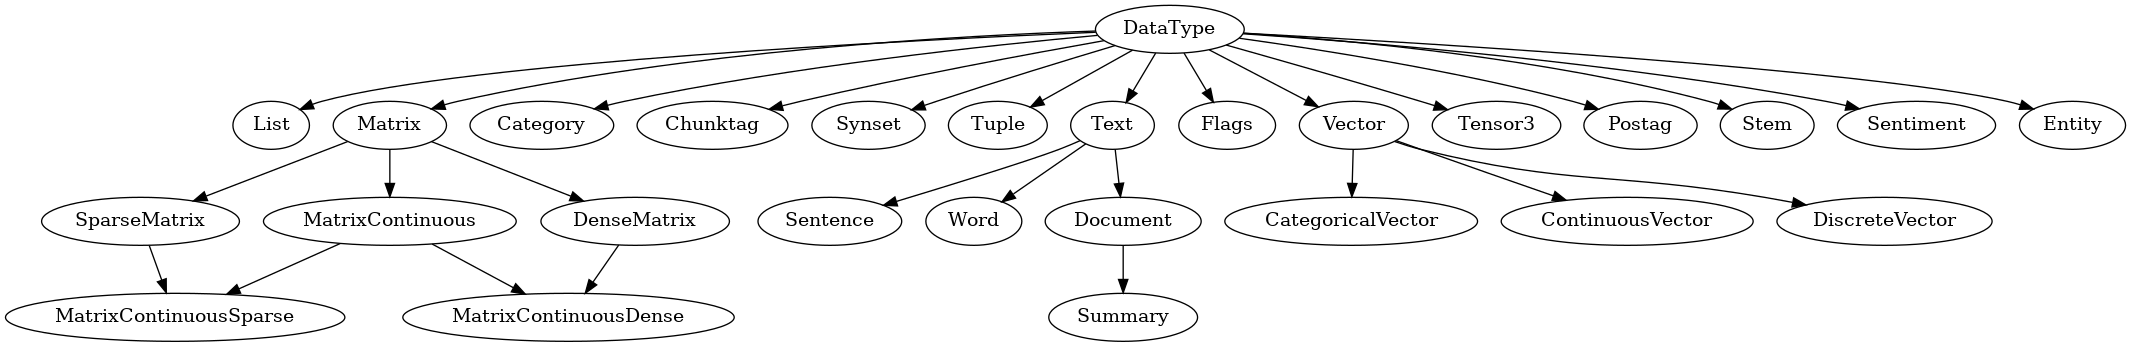 DataType
List
Matrix
Category
Chunktag
Synset
Tuple
Text
Flags
Vector
Tensor3
Postag
Stem
Sentiment
Entity
SparseMatrix
MatrixContinuous
DenseMatrix
Sentence
Word
Document
CategoricalVector
ContinuousVector
DiscreteVector
MatrixContinuousSparse
MatrixContinuousDense
Summary